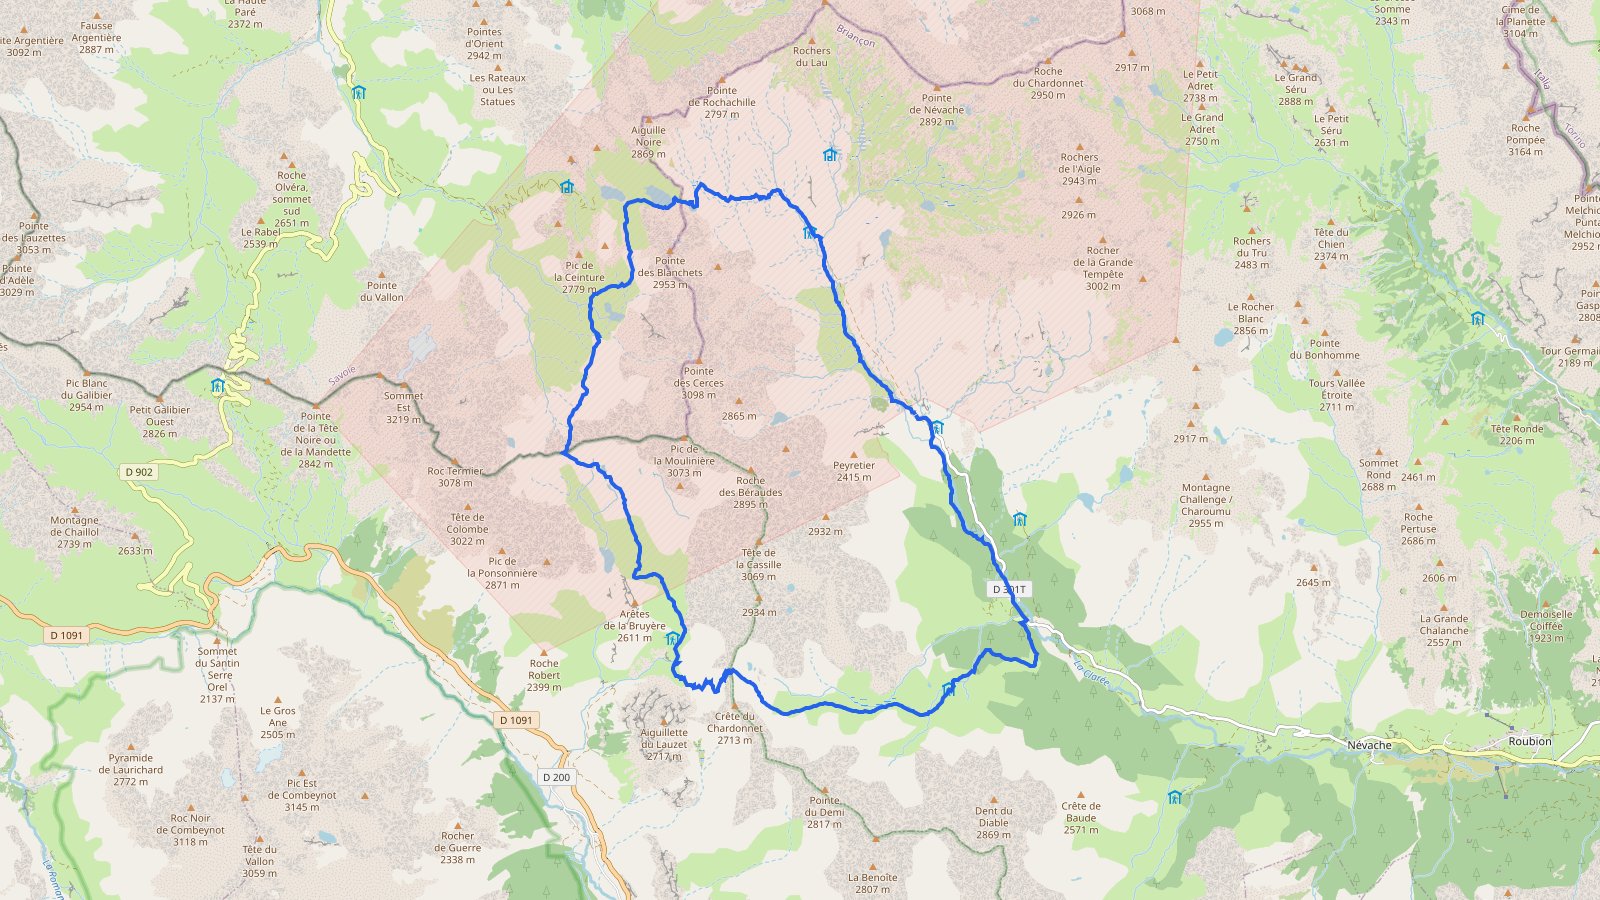 La Haute
Paré
2372 m
Fausse
Argentière
2887 m
ite Argentière
3092 m
Pointes
d'Orient
2942 m
Les Rateaux
ou Les
Statues
Rochers
du Lau
Briançon
3068 m
2917 m
Roche
du Chardonnet
2950 m
Le Petit
Adret
2738 m
Le Grand
Adret
2750 m
Le Grand
Séru
2888 m
Le Petit
Séru
2631 m
Somme
2343 m
Cime de
la Planette
3104 m
Italia
Torino
Roche
Pompée
3164 m
Pointe
de Rochachille
2797 m
Pointe
de Névache
2892 m
Aiguille
Noire
2869 m
Rochers
de l'Aigle
2943 m
2926 m
Roche
Olvéra,
sommet
sud
2651 m
Le Rabel
2539 m
Pointe
des Lauzettes
3053 m
Pointe
d'Adèle
3029 m
Pointe
du Vallon
Pic de
la Ceinture
2779 m
Pointe
des Blanchets
2953 m
Rocher
de la Grande
Tempête
3002 m
Rochers
du Tru
2483 m
Tête du
Chien
2374 m
Melchio
Punta
Melchio
2952 m
Le Rocher
Blanc
2856 m
Pointe
du Bonhomme
Gasp
2808
Tour Germai
2189 m
Tours Vallée
Étroite
2711 m
Tête Ronde
2206 m
Pic Blanc
du Galibier
2954 m
Petit Galibier
Ouest
2826 m
Savoie
Sommet
Est
3219 m
Pointe
de la Tête
Noire ou
de la Mandette
2842 m
Pointe
des Cerces
3098 m
2865 m
D 902
Roc Termier
3078 m
Pic de
la Moulinière
3073 m
Roche
des Béraudes
2895 m
Peyretier
2415 m
2917 m
Sommet
Rond
2688 m
2461 m
Montagne
Challenge /
Charoumu
2955 m
Roche
Pertuse
2686 m
Montagne
de Chaillol
2739 m
2633 m
Tête de
Colombe
3022 m
2932 m
Pic de
la Ponsonnière
2871 m
Tête de
la Cassille
3069 m
2934 m
D 301T
2645 m
2606 m
D 1091
Arêtes
de la Bruyère
2611 m
La Grande
Chalanche
2557 m
Demoiselle
Coiffée
1923 m
Sommet
du Santin
Serre
Orel
2137 m
Roche
Robert
2399 m
La Clarée
Le Gros
Ane
2505 m
D 1091
Aiguillette
du Lauzet
2717 m
Crête du
Chardonnet
2713 m
Névache
Roubion
Pyramide
de Laurichard
2772 m
D 200
Pic Est
de Combeynot
3145 m
Roc Noir
de Combeynot
3118 m
Tête du
Vallon
3059 m
Rocher
de Guerre
2338 m
Pointe
du Demi
2817 m
Dent du
Diable
2869 m
Crête de
Baude
2571 m
La Benoîte
2807 m